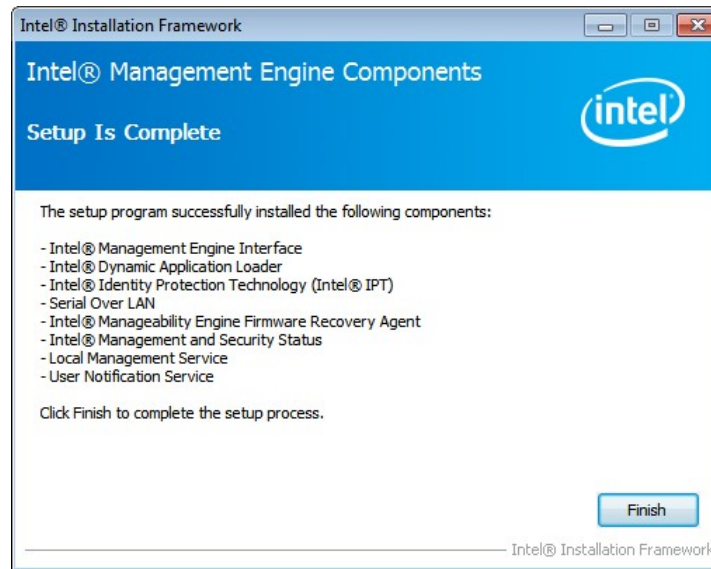 Intel® Installation Framework
Intel® Management Engine Components
Setup Is Complete
intel
The setup program successfully installed the following components:
- Intel® Management Engine Interface
- Intel® Dynamic Application Loader
- Intel® Identity Protection Technology (Intel® IPT)
- Serial Over LAN
- Intel® Manageability Engine Firmware Recovery Agent
- Intel® Management and Security Status
- Local Management Service
- User Notification Service
Click Finish to complete the setup process.
Finish
Intel® Installation Framework